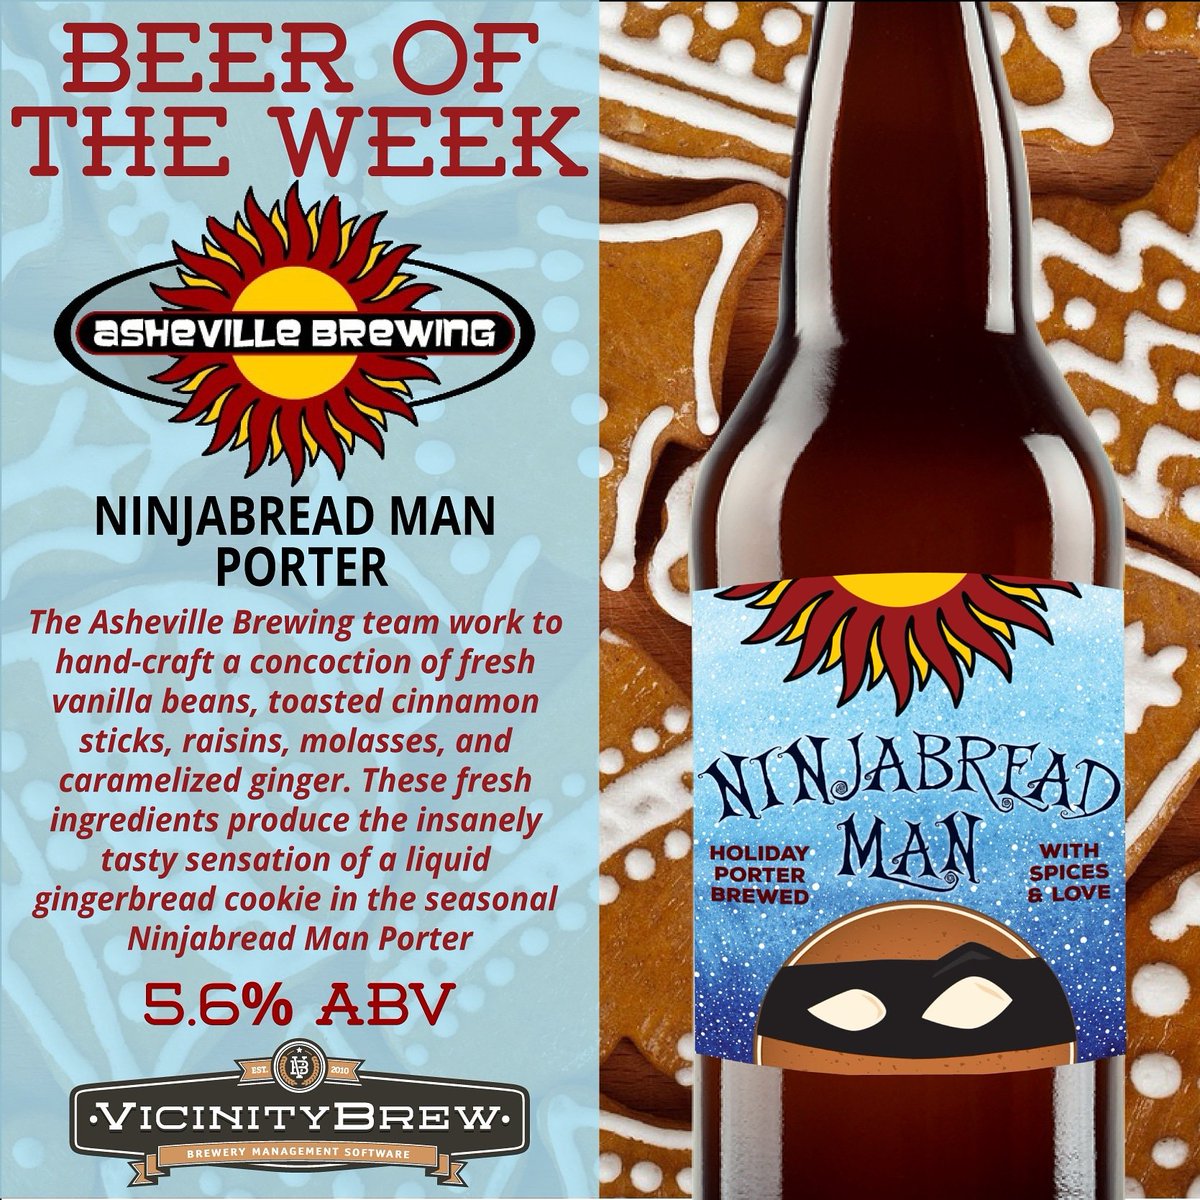 BEER OF
THE WEEK
ASHEVILLE BREWING
NINJABREAD MAN
PORTER
The Asheville Brewing team work to
hand-craft a concoction of fresh
vanilla beans, toasted cinnamon
sticks, raisins, molasses, and
caramelized ginger. These fresh
ingredients produce the insanely
tasty sensation of a liquid
gingerbread cookie in the seasonal
Ninjabread Man Porter
5.6% ABV
EST. VB 2010
·VICINITYBREW·
BREWERY MANAGEMENT SOFTWARE
NINJABREAD
MAN
HOLIDAY
PORTER
BREWED
WITH
SPICES
& LOVE